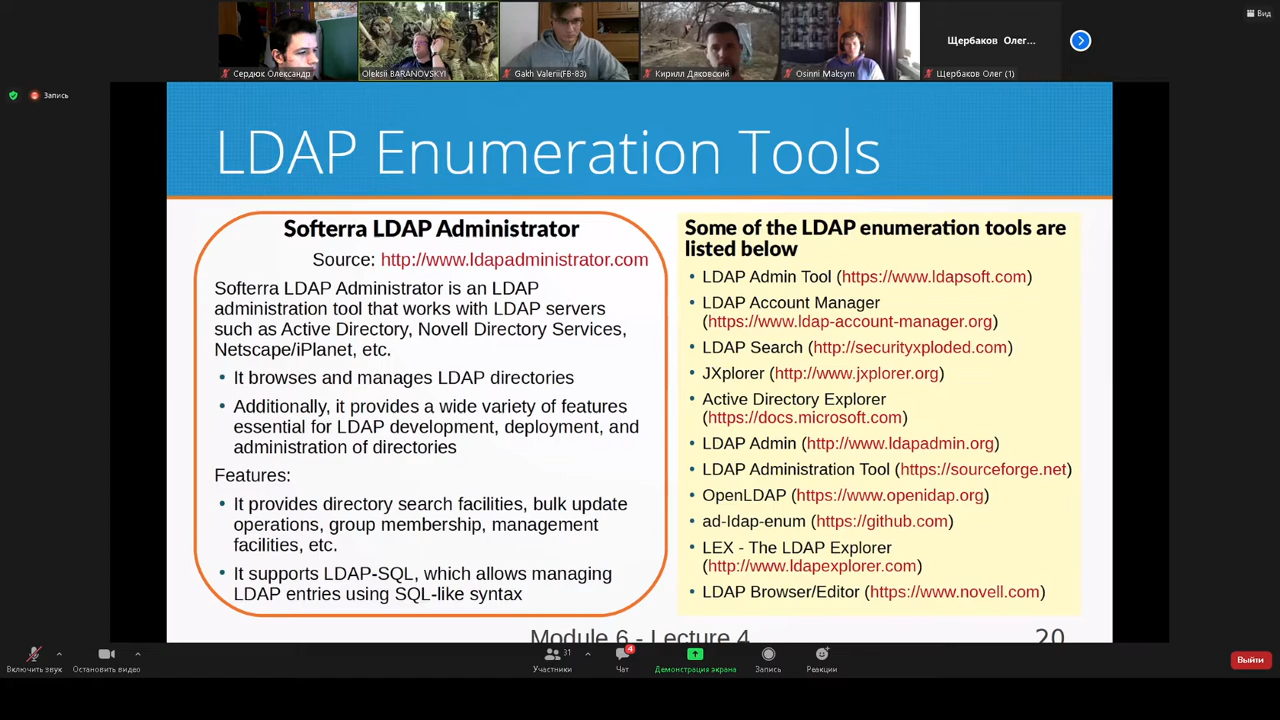 Вид
Сердюк Олександр
Oleksii BARANOVSKYI
Gakh Valerii(FB-83)
Кирилл Дяковский
Osinni Maksym
Щербаков Олег...
Щербаков Олег (1)
Запись
LDAP Enumeration Tools
Softerra LDAP Administrator
Source: http://www.ldapadministrator.com
Softerra LDAP Administrator is an LDAP
administration tool that works with LDAP servers
such as Active Directory, Novell Directory Services,
Netscape/iPlanet, etc.
• It browses and manages LDAP directories
• Additionally, it provides a wide variety of features
essential for LDAP development, deployment, and
administration of directories
Features:
• It provides directory search facilities, bulk update
operations, group membership, management
facilities, etc.
• It supports LDAP-SQL, which allows managing
LDAP entries using SQL-like syntax
Some of the LDAP enumeration tools are
listed below
• LDAP Admin Tool (https://www.ldapsoft.com)
• LDAP Account Manager
(https://www.ldap-account-manager.org)
• LDAP Search (http://securityxploded.com)
• JXplorer (http://www.jxplorer.org)
• Active Directory Explorer
(https://docs.microsoft.com)
• LDAP Admin (http://www.ldapadmin.org)
• LDAP Administration Tool (https://sourceforge.net)
• OpenLDAP (https://www.openidap.org)
• ad-ldap-enum (https://github.com)
• LEX - The LDAP Explorer
(http://www.ldapexplorer.com)
• LDAP Browser/Editor (https://www.novell.com)
Module 6 - Lecture 4
20
Включить звук
Остановить видео
31
Участники
4
Чат
Демонстрация экрана
Запись
Реакции
Выйти